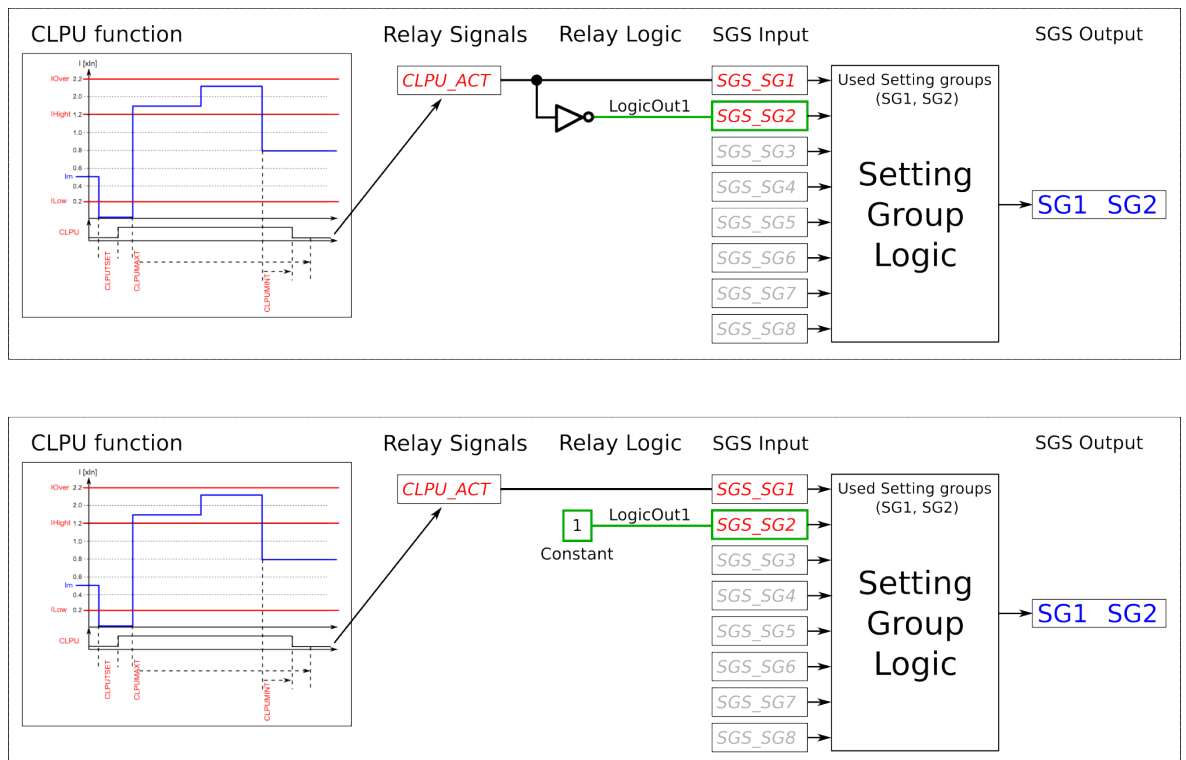 CLPU function
Relay Signals
Relay Logic
SGS Input
SGS Output
I [xIn]
IOver 2.2
2.0
IHight 1.2
1.0
0.8
0.6
Im
0.4
ILow 0.2
CLPU
CLPUTSET
CLPUMAXT
CLPUMINT
CLPU_ACT
LogicOut1
SGS_SG1
SGS_SG2
SGS_SG3
SGS_SG4
SGS_SG5
SGS_SG6
SGS_SG7
SGS_SG8
Used Setting groups
(SG1, SG2)
Setting
Group
Logic
SG1 SG2
CLPU function
Relay Signals
Relay Logic
SGS Input
SGS Output
I [xIn]
IOver 2.2
2.0
IHight 1.2
1.0
0.8
0.6
Im
0.4
ILow 0.2
CLPU
CLPUTSET
CLPUMAXT
CLPUMINT
CLPU_ACT
1
LogicOut1
Constant
SGS_SG1
SGS_SG2
SGS_SG3
SGS_SG4
SGS_SG5
SGS_SG6
SGS_SG7
SGS_SG8
Used Setting groups
(SG1, SG2)
Setting
Group
Logic
SG1 SG2